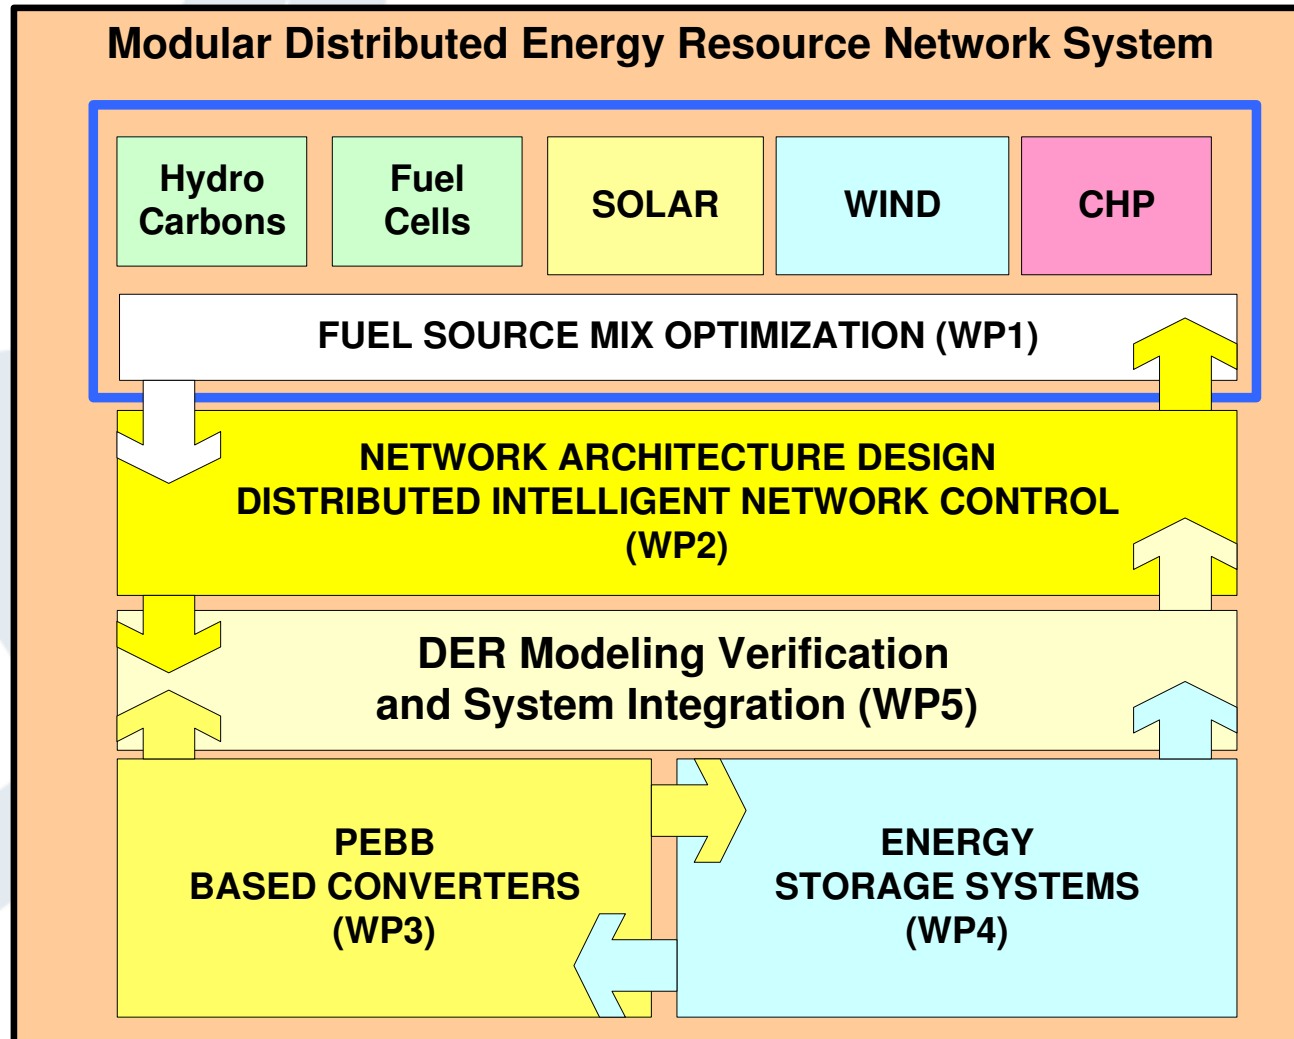 Modular Distributed Energy Resource Network System
Hydro
Carbons
Fuel
Cells
SOLAR
WIND
CHP
FUEL SOURCE MIX OPTIMIZATION (WP1)
NETWORK ARCHITECTURE DESIGN
DISTRIBUTED INTELLIGENT NETWORK CONTROL
(WP2)
DER Modeling Verification
and System Integration (WP5)
PEBB
BASED CONVERTERS
(WP3)
ENERGY
STORAGE SYSTEMS
(WP4)